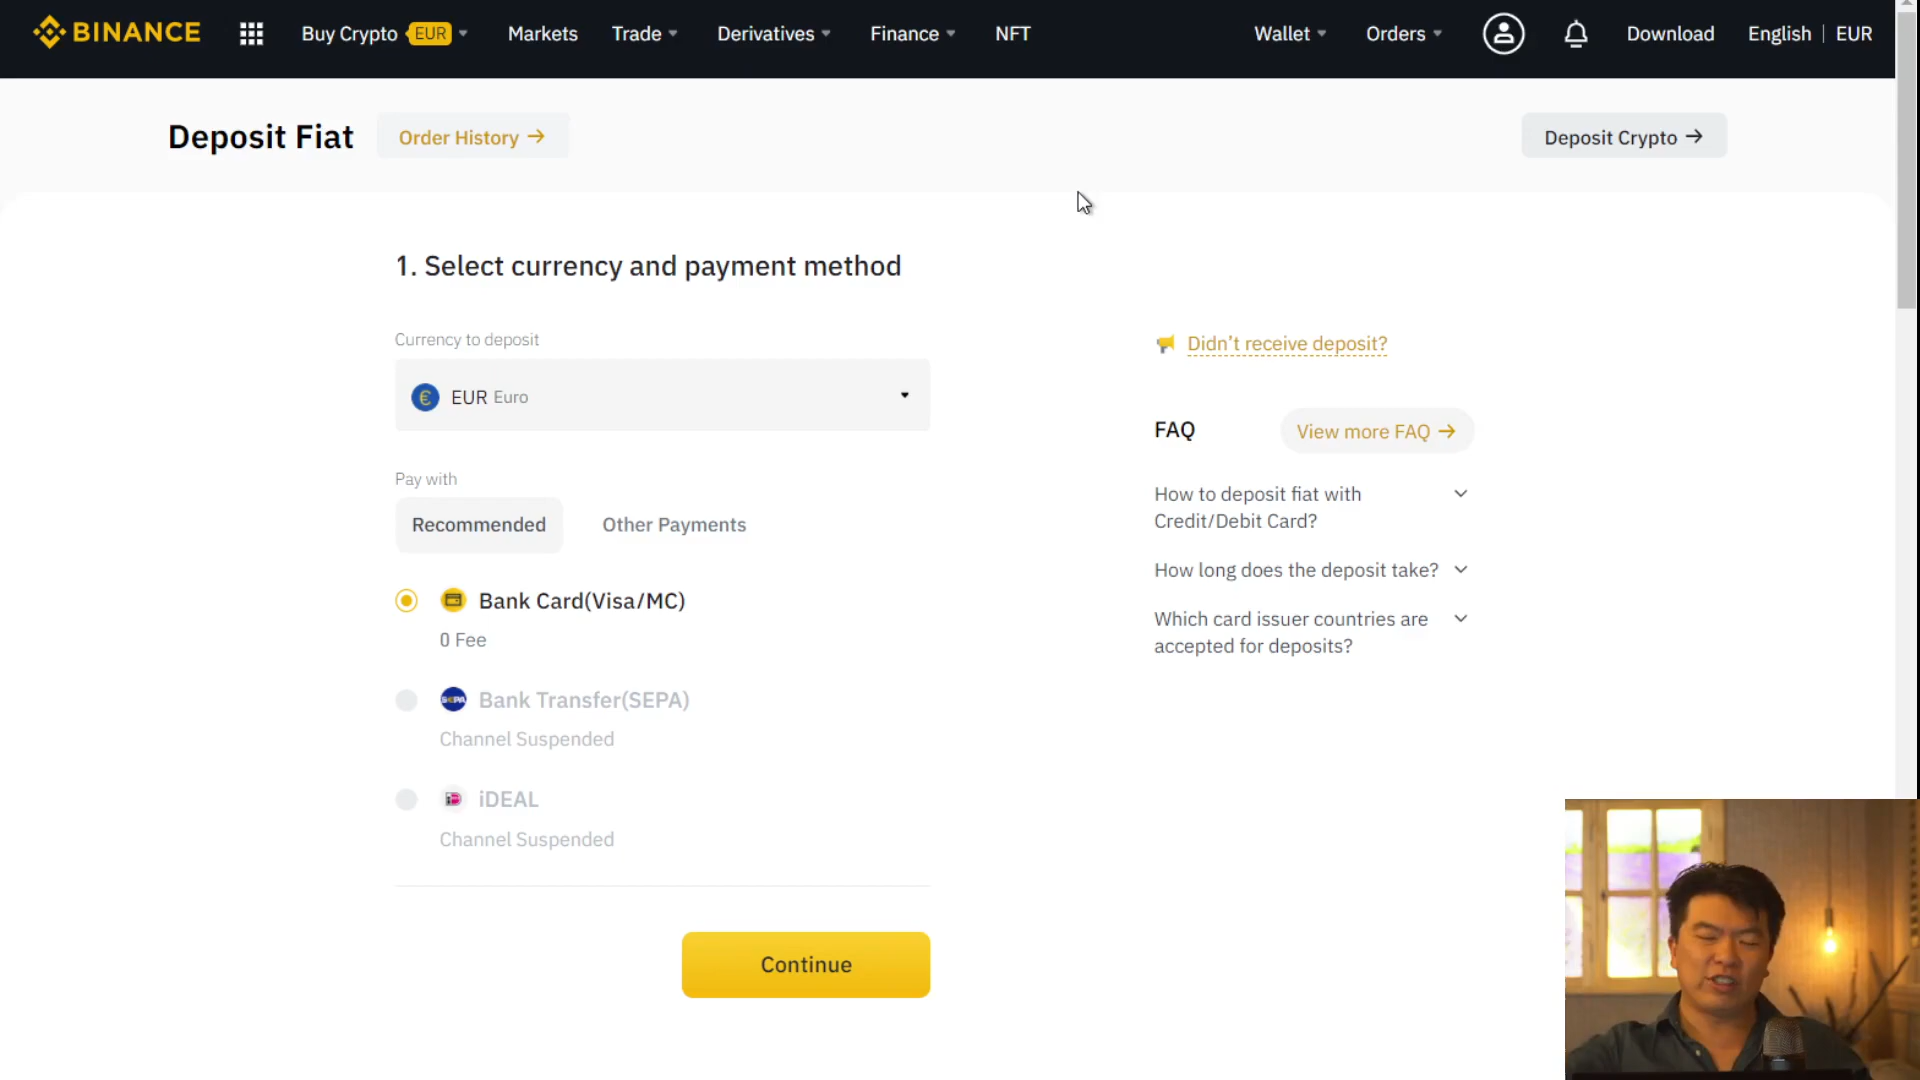 BINANCE
Buy Crypto EUR
Markets
Trade
Derivatives
Finance
NFT
Wallet
Orders
Download
English | EUR
Deposit Fiat
Order History →
Deposit Crypto →
1. Select currency and payment method
Currency to deposit
€ EUR Euro
Pay with
Recommended
Other Payments
Bank Card(Visa/MC)
0 Fee
SEPA Bank Transfer(SEPA)
Channel Suspended
iDEAL
Channel Suspended
Continue
Didn't receive deposit?
FAQ
View more FAQ →
How to deposit fiat with
Credit/Debit Card?
How long does the deposit take?
Which card issuer countries are
accepted for deposits?